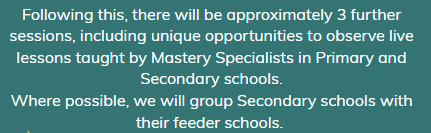 Following this, there will be approximately 3 further
sessions, including unique opportunities to observe live
lessons taught by Mastery Specialists in Primary and
Secondary schools.
Where possible, we will group Secondary schools with
their feeder schools.